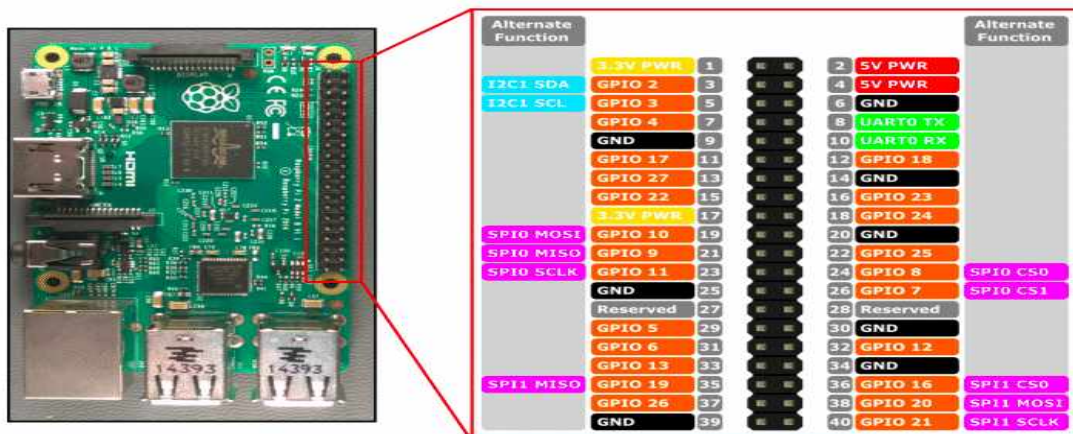 Alternate Function
Alternate Function
3.3V PWR 1 2 5V PWR
I2C1 SDA GPIO 2 3 4 5V PWR
I2C1 SCL GPIO 3 5 6 GND
GPIO 4 7 8 UART0 TX
GND 9 10 UART0 RX
GPIO 17 11 12 GPIO 18
GPIO 27 13 14 GND
GPIO 22 15 16 GPIO 23
3.3V PWR 17 18 GPIO 24
SPI0 MOSI GPIO 10 19 20 GND
SPI0 MISO GPIO 9 21 22 GPIO 25
SPI0 SCLK GPIO 11 23 24 GPIO 8 SPI0 CS0
GND 25 26 GPIO 7 SPI0 CS1
Reserved 27 28 Reserved
GPIO 5 29 30 GND
GPIO 6 31 32 GPIO 12
GPIO 13 33 34 GND
SPI1 MISO GPIO 19 35 36 GPIO 16 SPI1 CS0
GPIO 26 37 38 GPIO 20 SPI1 MOSI
GND 39 40 GPIO 21 SPI1 SCLK
DISPLAY
HDMI
Raspberry Pi 2 Model B
14393
14393